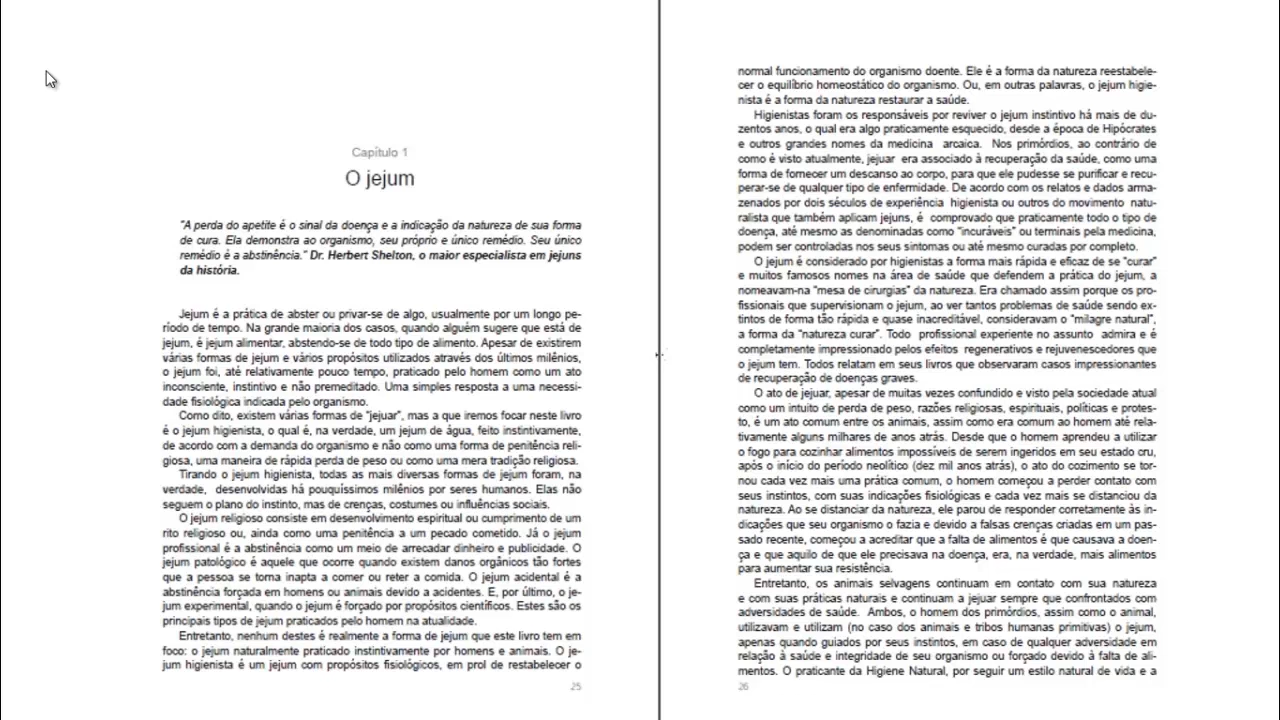 Capítulo 1
O jejum
"A perda do apetite é o sinal da doença e a indicação da natureza de sua forma
de cura. Ela demonstra ao organismo, seu próprio e único remédio. Seu único
remédio é a abstinência." Dr. Herbert Shelton, o maior especialista em jejuns
da história.
Jejum é a prática de abster ou privar-se de algo, usualmente por um longo pe-
ríodo de tempo. Na grande maioria dos casos, quando alguém sugere que está de
jejum, é jejum alimentar, abstendo-se de todo tipo de alimento. Apesar de existirem
várias formas de jejum e vários propósitos utilizados através dos últimos milênios,
o jejum foi, até relativamente pouco tempo, praticado pelo homem como um ato
inconsciente, instintivo e não premeditado. Uma simples resposta a uma necessi-
dade fisiológica indicada pelo organismo.
Como dito, existem várias formas de "jejuar", mas a que iremos focar neste livro
é o jejum higienista, o qual é, na verdade, um jejum de água, feito instintivamente,
de acordo com a demanda do organismo e não como uma forma de penitência reli-
giosa, uma maneira de rápida perda de peso ou como uma mera tradição religiosa.
Tirando o jejum higienista, todas as mais diversas formas de jejum foram, na
verdade, desenvolvidas há pouquíssimos milênios por seres humanos. Elas não
seguem o plano do instinto, mas de crenças, costumes ou influências sociais.
O jejum religioso consiste em desenvolvimento espiritual ou cumprimento de um
rito religioso ou, ainda como uma penitência a um pecado cometido. Já o jejum
profissional é a abstinência como um meio de arrecadar dinheiro e publicidade. O
jejum patológico é aquele que ocorre quando existem danos orgânicos tão fortes
que a pessoa se torna inapta a comer ou reter a comida. O jejum acidental é a
abstinência forçada em homens ou animais devido a acidentes. E, por último, o je-
jum experimental, quando o jejum é forçado por propósitos científicos. Estes são os
principais tipos de jejum praticados pelo homem na atualidade.
Entretanto, nenhum destes é realmente a forma de jejum que este livro tem em
foco: o jejum naturalmente praticado instintivamente por homens e animais. O je-
jum higienista é um jejum com propósitos fisiológicos, em prol de restabelecer o
25
normal funcionamento do organismo doente. Ele é a forma da natureza reestabele-
cer o equilíbrio homeostático do organismo. Ou, em outras palavras, o jejum higie-
nista é a forma da natureza restaurar a saúde.
Higienistas foram os responsáveis por reviver o jejum instintivo há mais de du-
zentos anos, o qual era algo praticamente esquecido, desde a época de Hipócrates
e outros grandes nomes da medicina arcaica. Nos primórdios, ao contrário de
como é visto atualmente, jejuar era associado à recuperação da saúde, como uma
forma de fornecer um descanso ao corpo, para que ele pudesse se purificar e recu-
perar-se de qualquer tipo de enfermidade. De acordo com os relatos e dados arma-
zenados por dois séculos de experiência higienista ou outros do movimento natu-
ralista que também aplicam jejuns, é comprovado que praticamente todo o tipo de
doença, até mesmo as denominadas como "incuráveis" ou terminais pela medicina,
podem ser controladas nos seus sintomas ou até mesmo curadas por completo.
O jejum é considerado por higienistas a forma mais rápida e eficaz de se "curar"
e muitos famosos nomes na área de saúde que defendem a prática do jejum, a
nomeavam-na "mesa de cirurgias" da natureza. Era chamado assim porque os pro-
fissionais que supervisionam o jejum, ao ver tantos problemas de saúde sendo ex-
tintos de forma tão rápida e quase inacreditável, consideravam o "milagre natural",
a forma da "natureza curar". Todo profissional experiente no assunto admira e é
completamente impressionado pelos efeitos regenerativos e rejuvenescedores que
o jejum tem. Todos relatam em seus livros que observaram casos impressionantes
de recuperação de doenças graves.
O ato de jejuar, apesar de muitas vezes confundido e visto pela sociedade atual
como um intuito de perda de peso, razões religiosas, espirituais, políticas e protes-
to, é um ato comum entre os animais, assim como era comum ao homem até rela-
tivamente alguns milhares de anos atrás. Desde que o homem aprendeu a utilizar
o fogo para cozinhar alimentos impossíveis de serem ingeridos em seu estado cru,
após o início do período neolítico (dez mil anos atrás), o ato do cozimento se tor-
nou cada vez mais uma prática comum, o homem começou a perder contato com
seus instintos, com suas indicações fisiológicas e cada vez mais se distanciou da
natureza. Ao se distanciar da natureza, ele parou de responder corretamente às in-
dicações que seu organismo o fazia e devido a falsas crenças criadas em um pas-
sado recente, começou a acreditar que a falta de alimentos é que causava a doen-
ça e que aquilo de que ele precisava na doença, era, na verdade, mais alimentos
para aumentar sua resistência.
Entretanto, os animais selvagens continuam em contato com sua natureza
e com suas práticas naturais e continuam a jejuar sempre que confrontados com
adversidades de saúde. Ambos, o homem dos primórdios, assim como o animal,
utilizavam e utilizam (no caso dos animais e tribos humanas primitivas) o jejum,
apenas quando guiados por seus instintos, em caso de qualquer adversidade em
relação à saúde e integridade de seu organismo ou forçado devido à falta de ali-
mentos. O praticante da Higiene Natural, por seguir um estilo natural de vida e a
26